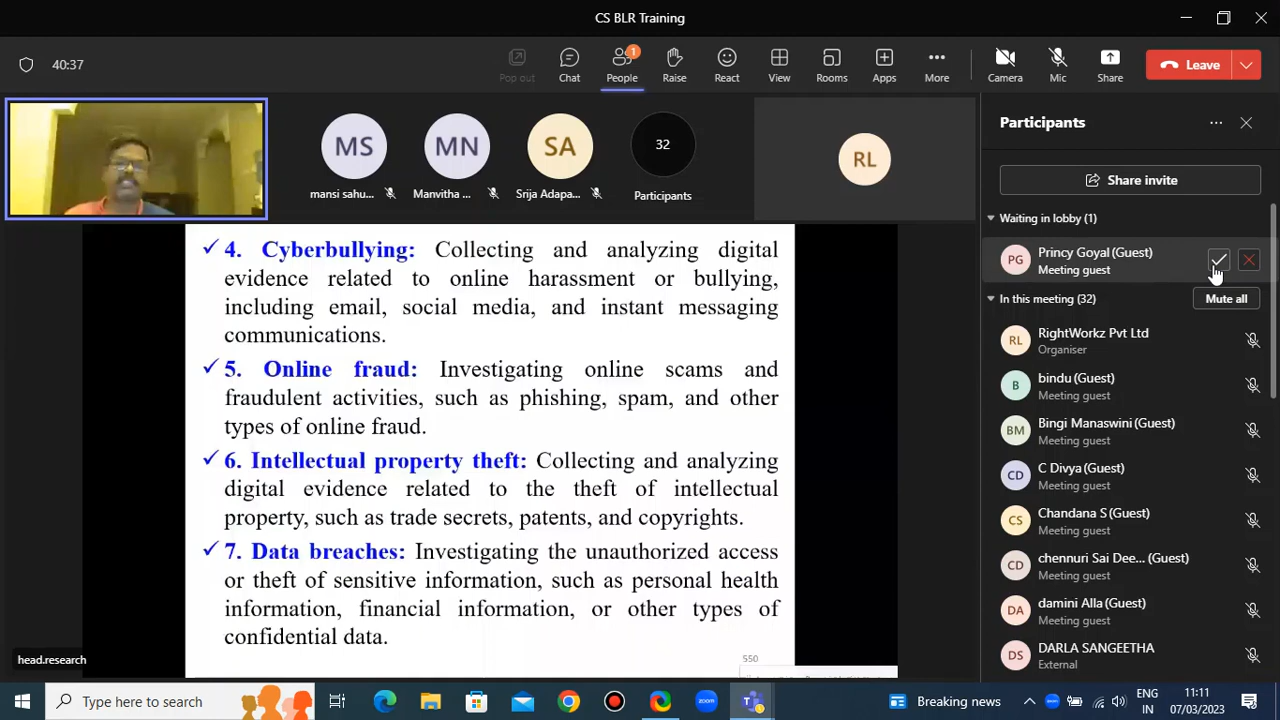 CS BLR Training
40:37
Pop out
Chat
1
People
Raise
React
View
Rooms
Apps
More
Camera
Mic
Share
Leave
MS
mansi sahu...
MN
Manvitha ...
SA
Srija Adapa...
32
Participants
RL
Participants
Share invite
Waiting in lobby (1)
PG
Princy Goyal (Guest)
Meeting guest
In this meeting (32)
Mute all
RL
RightWorkz Pvt Ltd
Organiser
B
bindu (Guest)
Meeting guest
BM
Bingi Manaswini (Guest)
Meeting guest
CD
C Divya (Guest)
Meeting guest
CS
Chandana S (Guest)
Meeting guest
CD
chennuri Sai Dee... (Guest)
Meeting guest
DA
damini Alla (Guest)
Meeting guest
DS
DARLA SANGEETHA
External
4. Cyberbullying: Collecting and analyzing digital
evidence related to online harassment or bullying,
including email, social media, and instant messaging
communications.
5. Online fraud: Investigating online scams and
fraudulent activities, such as phishing, spam, and other
types of online fraud.
6. Intellectual property theft: Collecting and analyzing
digital evidence related to the theft of intellectual
property, such as trade secrets, patents, and copyrights.
7. Data breaches: Investigating the unauthorized access
or theft of sensitive information, such as personal health
information, financial information, or other types of
confidential data.
550
head.research
Type here to search
zoom
Breaking news
ENG
IN
11:11
07/03/2023